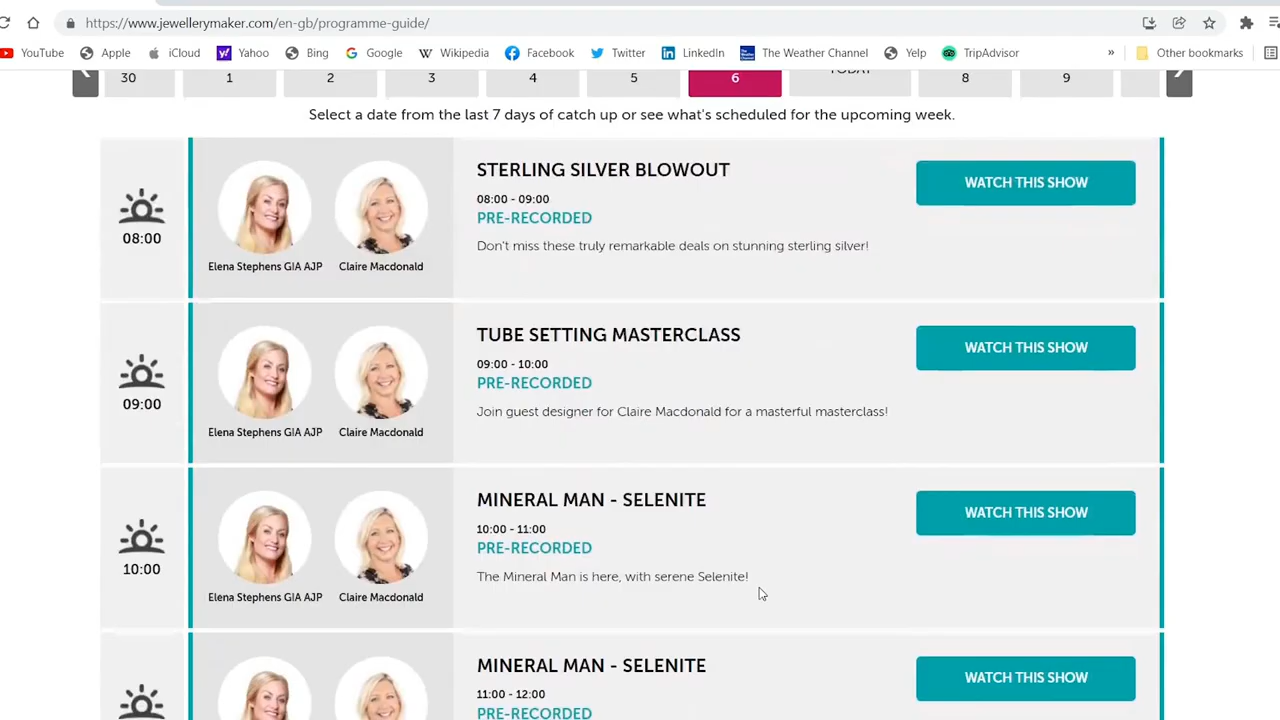 https://www.jewellerymaker.com/en-gb/programme-guide/
YouTube Apple iCloud Yahoo Bing Google Wikipedia Facebook Twitter LinkedIn The Weather Channel Yelp TripAdvisor » Other bookmarks
30 1 2 3 4 5 6 TODAY 8 9
Select a date from the last 7 days of catch up or see what's scheduled for the upcoming week.
STERLING SILVER BLOWOUT
WATCH THIS SHOW
08:00 - 09:00
PRE-RECORDED
08:00
Don't miss these truly remarkable deals on stunning sterling silver!
Elena Stephens GIA AJP Claire Macdonald
TUBE SETTING MASTERCLASS
WATCH THIS SHOW
09:00 - 10:00
PRE-RECORDED
09:00
Join guest designer for Claire Macdonald for a masterful masterclass!
Elena Stephens GIA AJP Claire Macdonald
MINERAL MAN - SELENITE
WATCH THIS SHOW
10:00 - 11:00
PRE-RECORDED
10:00
The Mineral Man is here, with serene Selenite!
Elena Stephens GIA AJP Claire Macdonald
MINERAL MAN - SELENITE
WATCH THIS SHOW
11:00 - 12:00
PRE-RECORDED